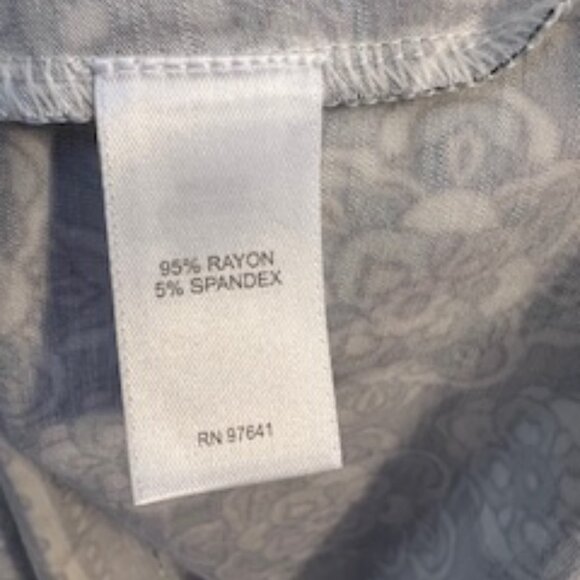 95% RAYON
5% SPANDEX
RN 97641